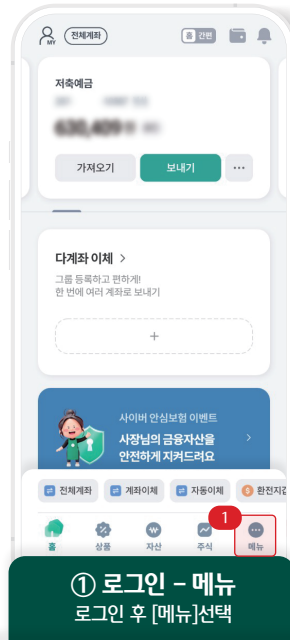 MY 전체계좌 홈 간편
저축예금
가져오기 보내기 ...
다계좌 이체 >
그룹 등록하고 편하게!
한 번에 여러 계좌로 보내기
+
사이버 안심보험 이벤트
사장님의 금융자산을
안전하게 지켜드려요
전체계좌 계좌이체 자동이체 환전지갑
1
홈 상품 자산 주식 메뉴
① 로그인 – 메뉴
로그인 후 [메뉴]선택